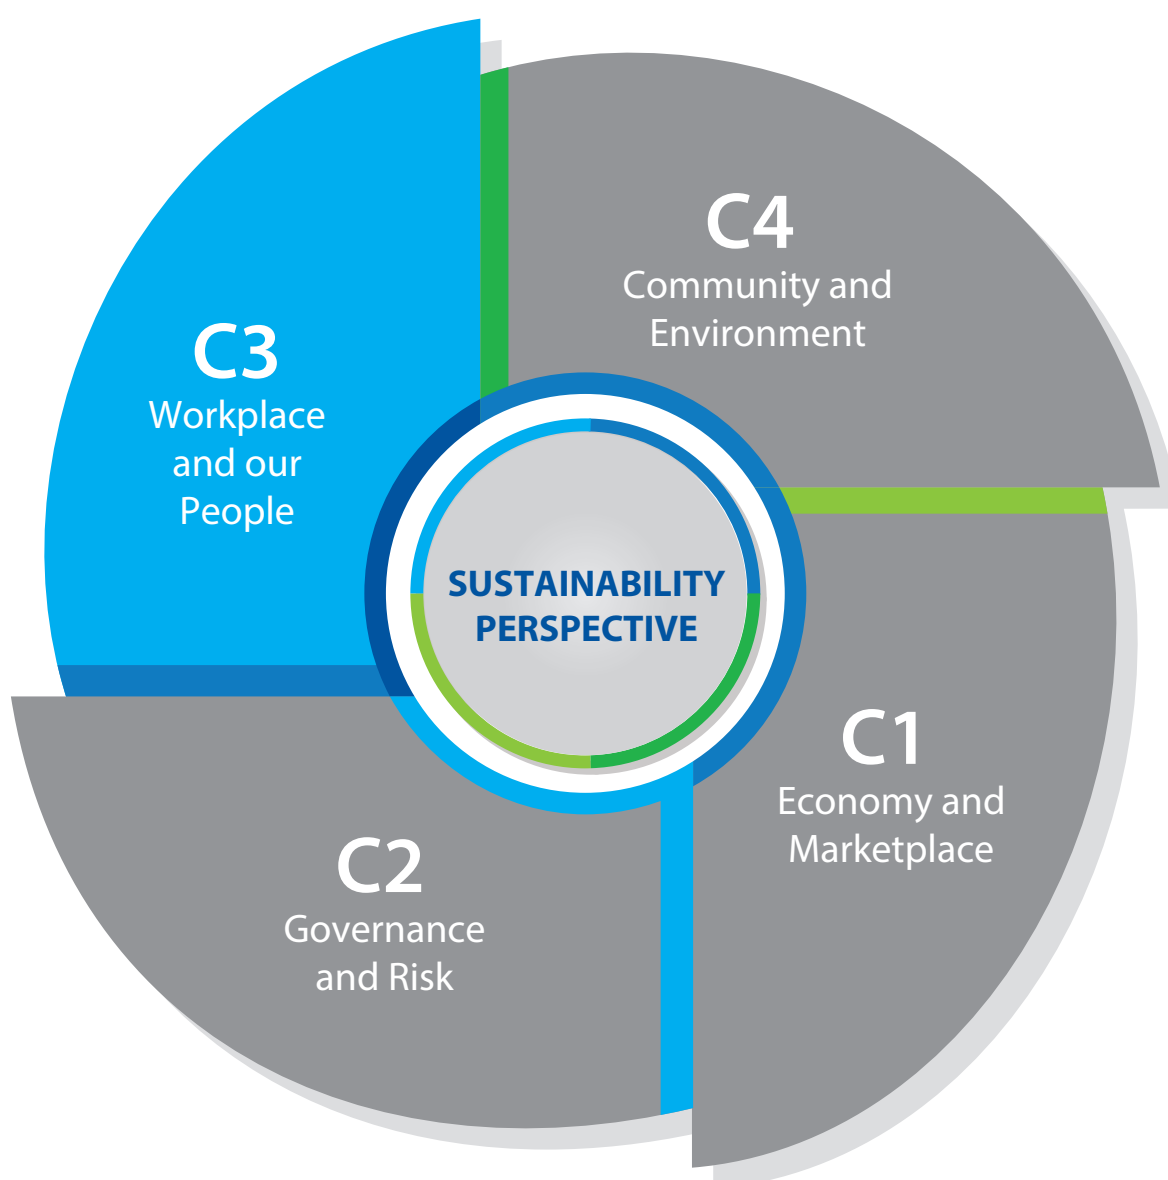 C4
Community and
Environment
C3
Workplace
and our
People
SUSTAINABILITY
PERSPECTIVE
C1
Economy and
Marketplace
C2
Governance
and Risk